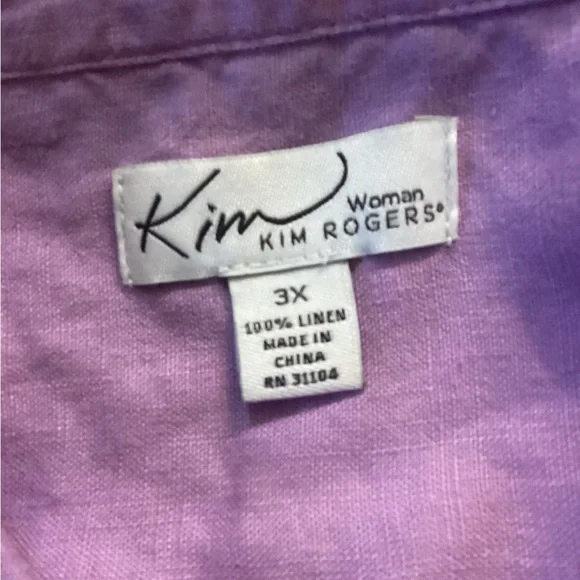 Kim Woman
KIM ROGERS®
3X
100% LINEN
MADE IN
CHINA
RN 31104